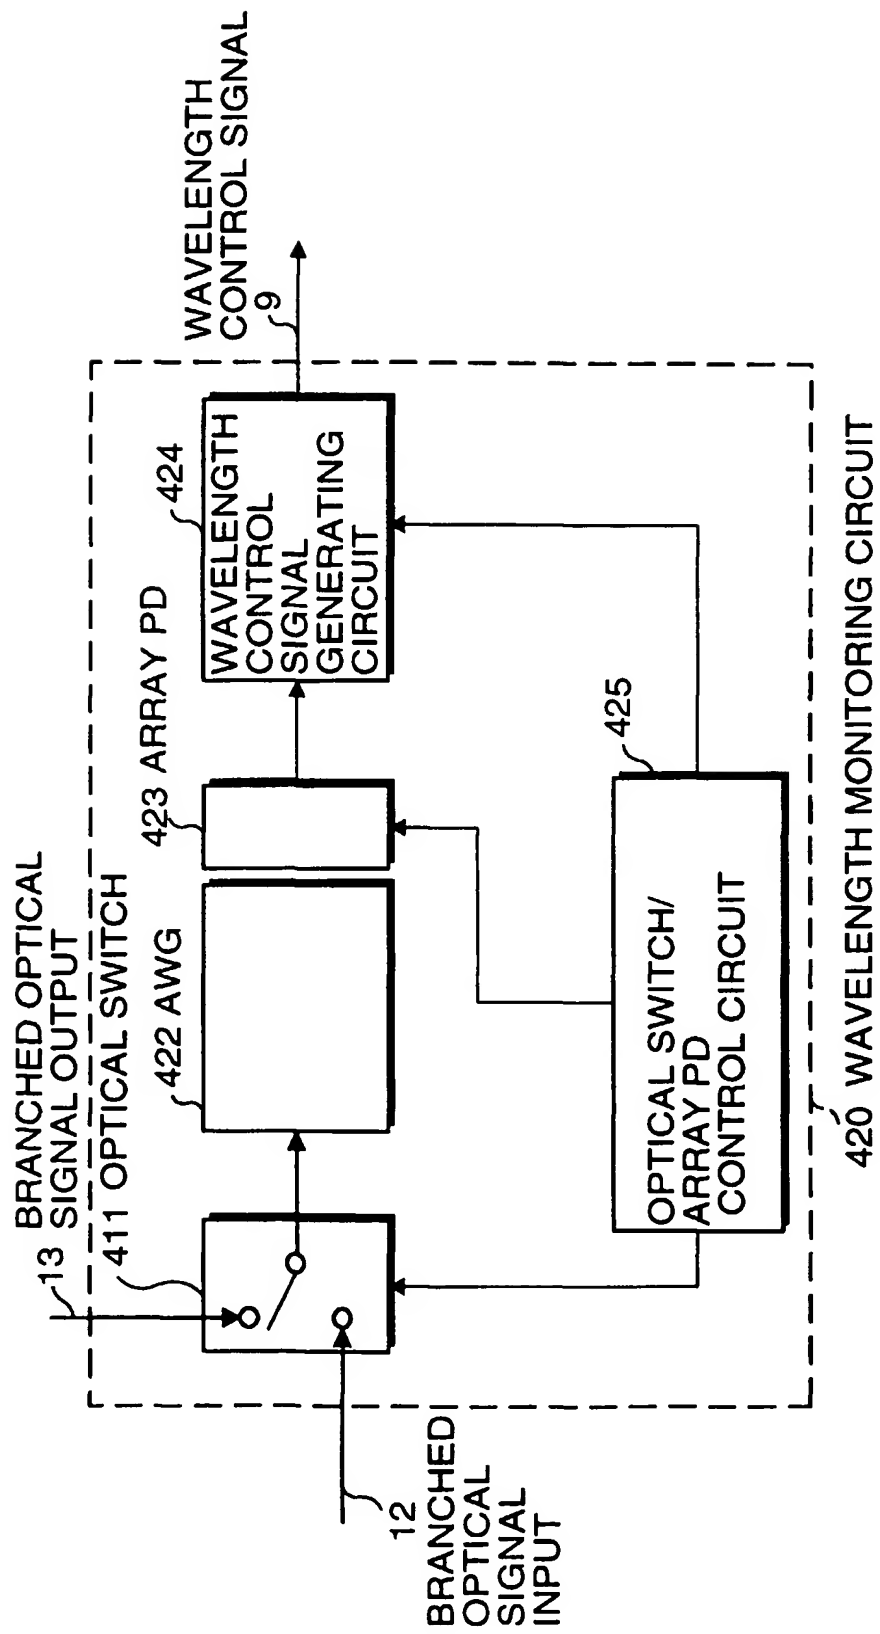 BRANCHED OPTICAL
SIGNAL OUTPUT
13
411 OPTICAL SWITCH
422 AWG
423 ARRAY PD
424
WAVELENGTH
CONTROL
SIGNAL
GENERATING
CIRCUIT
WAVELENGTH
CONTROL SIGNAL
9
12
BRANCHED
OPTICAL
SIGNAL
INPUT
425
OPTICAL SWITCH/
ARRAY PD
CONTROL CIRCUIT
420 WAVELENGTH MONITORING CIRCUIT